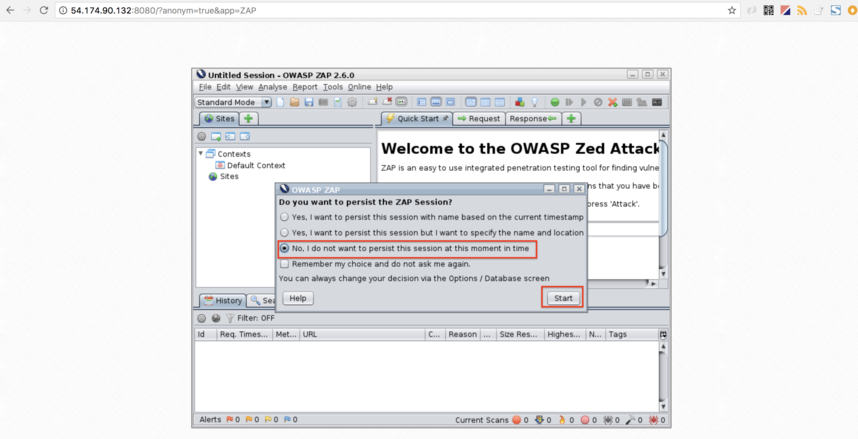 54.174.90.132:8080/?anonym=true&app=ZAP
Untitled Session - OWASP ZAP 2.6.0
File Edit View Analyse Report Tools Online Help
Standard Mode
Sites
Quick Start Request Response
Contexts
Default Context
Sites
Welcome to the OWASP Zed Attack
ZAP is an easy to use integrated penetration testing tool for finding vulne
ns that you have be
press 'Attack'.
OWASP ZAP
Do you want to persist the ZAP Session?
Yes, I want to persist this session with name based on the current timestamp
Yes, I want to persist this session but I want to specify the name and location
No, I do not want to persist this session at this moment in time
Remember my choice and do not ask me again.
You can always change your decision via the Options / Database screen
Help Start
History Sea
Filter: OFF
Id Req. Times... Met... URL C... Reason ... Size Res... Highes... N... Tags
Alerts 0 0 0 0 Current Scans 0 0 0 0 0 0 0